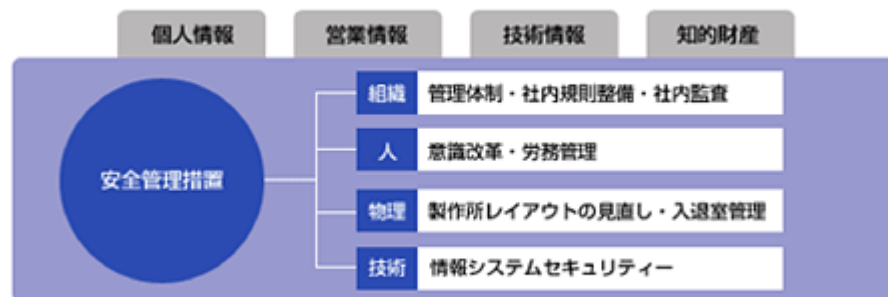 個人情報 営業情報 技術情報 知的財産
安全管理措置
組織 管理体制・社内規則整備・社内監査
人 意識改革・労務管理
物理 製作所レイアウトの見直し・入退室管理
技術 情報システムセキュリティー